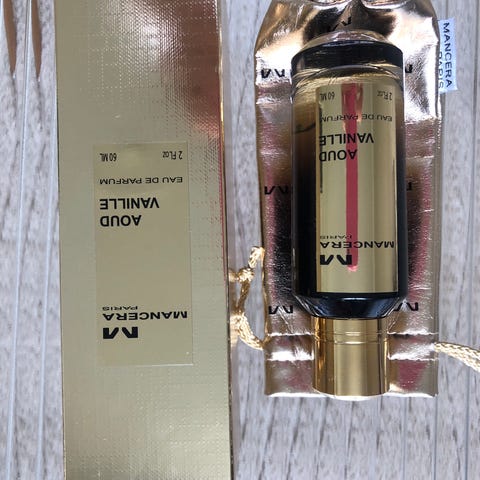 M
MANCERA
PARIS
AOUD
VANILLE
EAU DE PARFUM
2 FL.oz 60 ML
M
MANCERA
PARIS
AOUD
VANILLE
EAU DE PARFUM
2 FL.oz 60 ML
MANCERA
PARIS